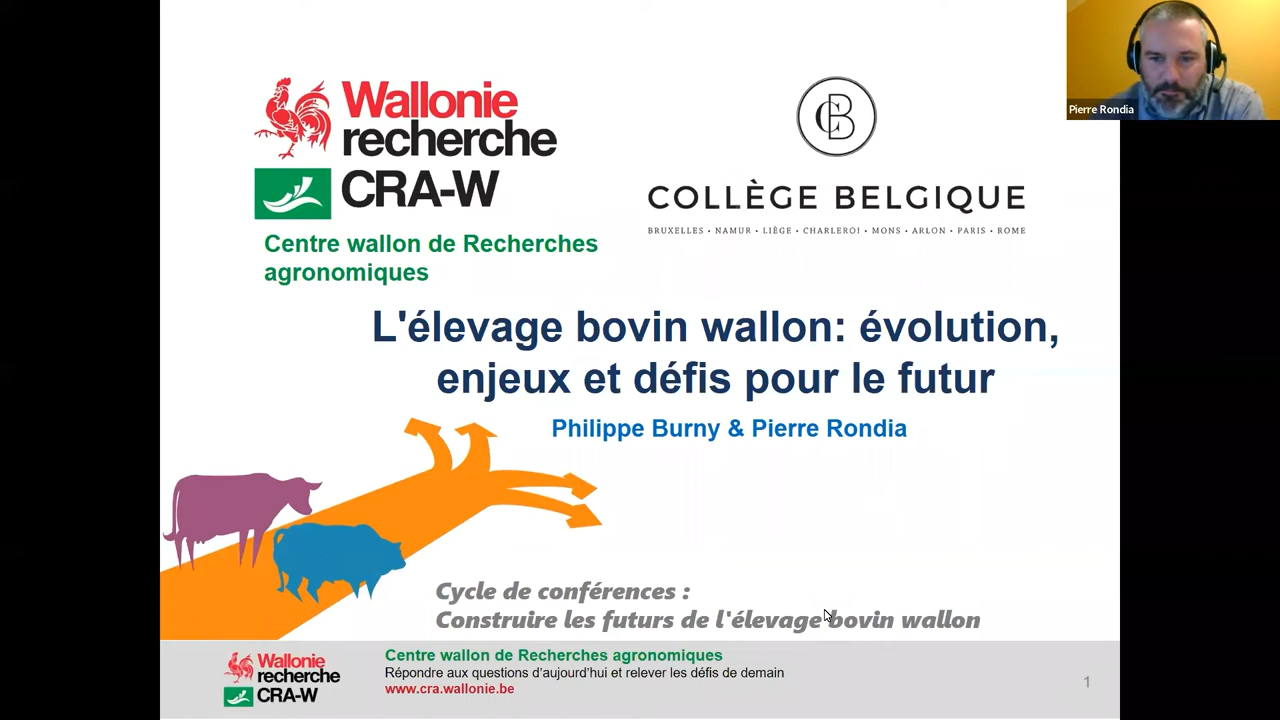 Pierre Rondia
Wallonie
recherche
CRA-W
Centre wallon de Recherches
agronomiques
CB
COLLÈGE BELGIQUE
BRUXELLES • NAMUR • LIÈGE • CHARLEROI • MONS • ARLON • PARIS • ROME
L'élevage bovin wallon: évolution,
enjeux et défis pour le futur
Philippe Burny & Pierre Rondia
Cycle de conférences :
Construire les futurs de l'élevage bovin wallon
Wallonie
recherche
CRA-W
Centre wallon de Recherches agronomiques
Répondre aux questions d'aujourd'hui et relever les défis de demain
www.cra.wallonie.be
1